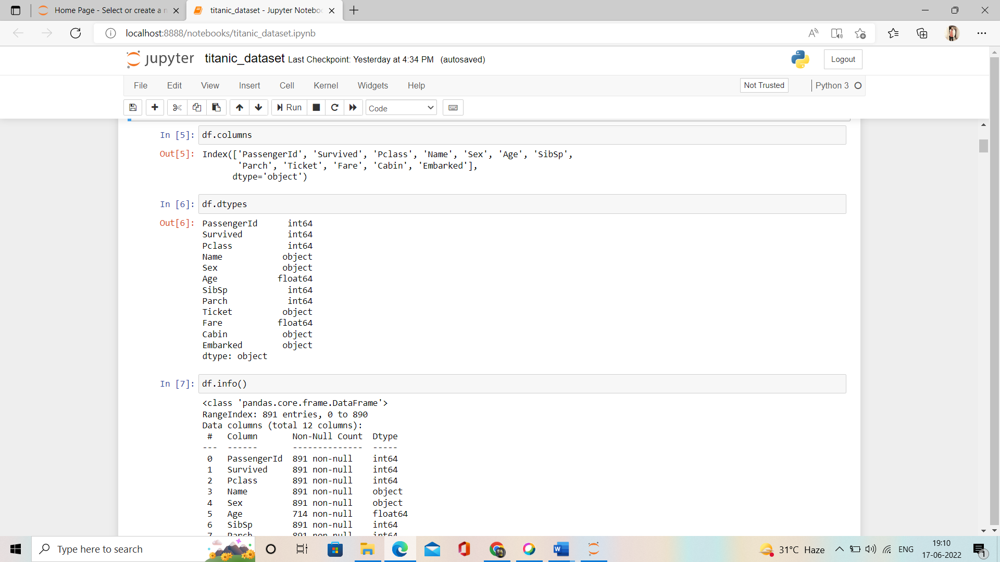 Home Page - Select or create a n
titanic_dataset - Jupyter Notebo
localhost:8888/notebooks/titanic_dataset.ipynb
jupyter titanic_dataset Last Checkpoint: Yesterday at 4:34 PM (autosaved)
Logout
File Edit View Insert Cell Kernel Widgets Help
Not Trusted
Python 3
Run
Code
In [5]: df.columns
Out[5]: Index(['PassengerId', 'Survived', 'Pclass', 'Name', 'Sex', 'Age', 'SibSp',
'Parch', 'Ticket', 'Fare', 'Cabin', 'Embarked'],
dtype='object')
In [6]: df.dtypes
Out[6]: PassengerId int64
Survived int64
Pclass int64
Name object
Sex object
Age float64
SibSp int64
Parch int64
Ticket object
Fare float64
Cabin object
Embarked object
dtype: object
In [7]: df.info()
<class 'pandas.core.frame.DataFrame'>
RangeIndex: 891 entries, 0 to 890
Data columns (total 12 columns):
# Column Non-Null Count Dtype
--- ------ -------------- -----
0 PassengerId 891 non-null int64
1 Survived 891 non-null int64
2 Pclass 891 non-null int64
3 Name 891 non-null object
4 Sex 891 non-null object
5 Age 714 non-null float64
6 SibSp 891 non-null int64
7 Parch 891 non-null int64
Type here to search
31°C Haze
ENG
19:10
17-06-2022
1